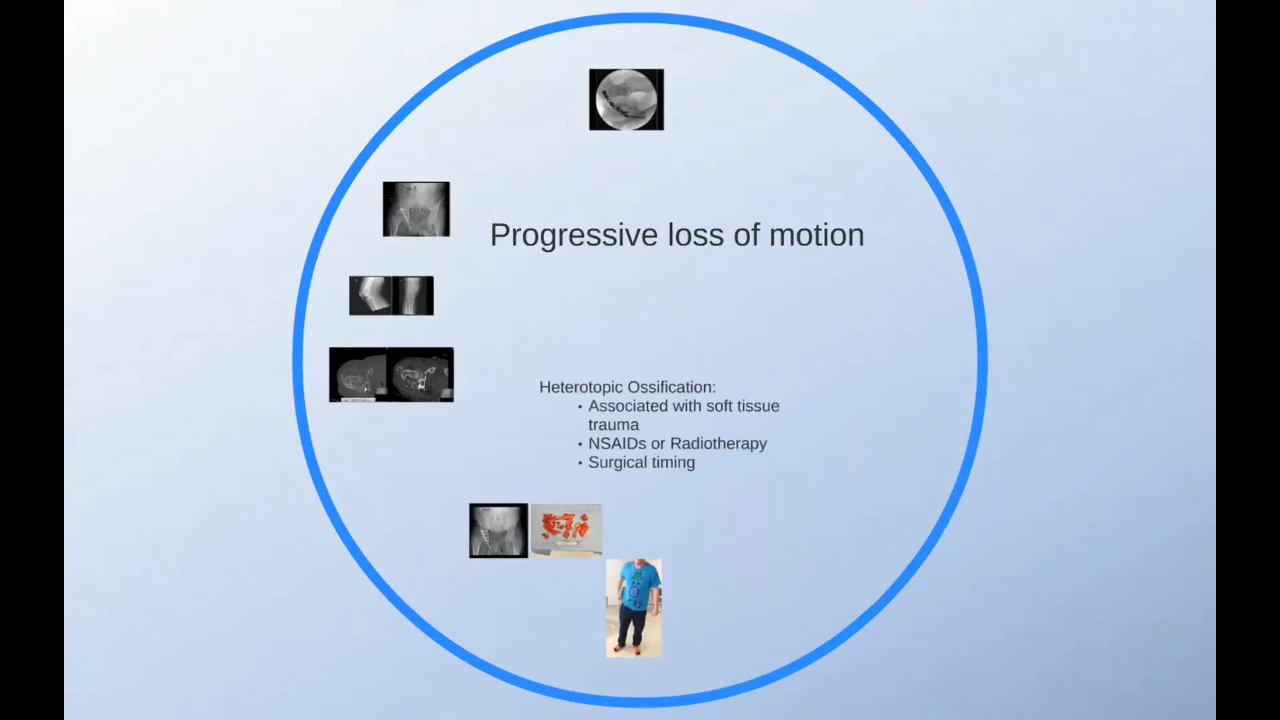 Progressive loss of motion
Heterotopic Ossification:
• Associated with soft tissue
trauma
• NSAIDs or Radiotherapy
• Surgical timing